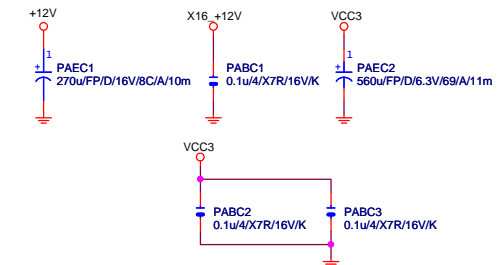 +12V
X16_+12V
VCC3
1
+
PAEC1
270u/FP/D/16V/8C/A/10m
PABC1
0.1u/4/X7R/16V/K
1
+
PAEC2
560u/FP/D/6.3V/69/A/11m
VCC3
PABC2
0.1u/4/X7R/16V/K
PABC3
0.1u/4/X7R/16V/K